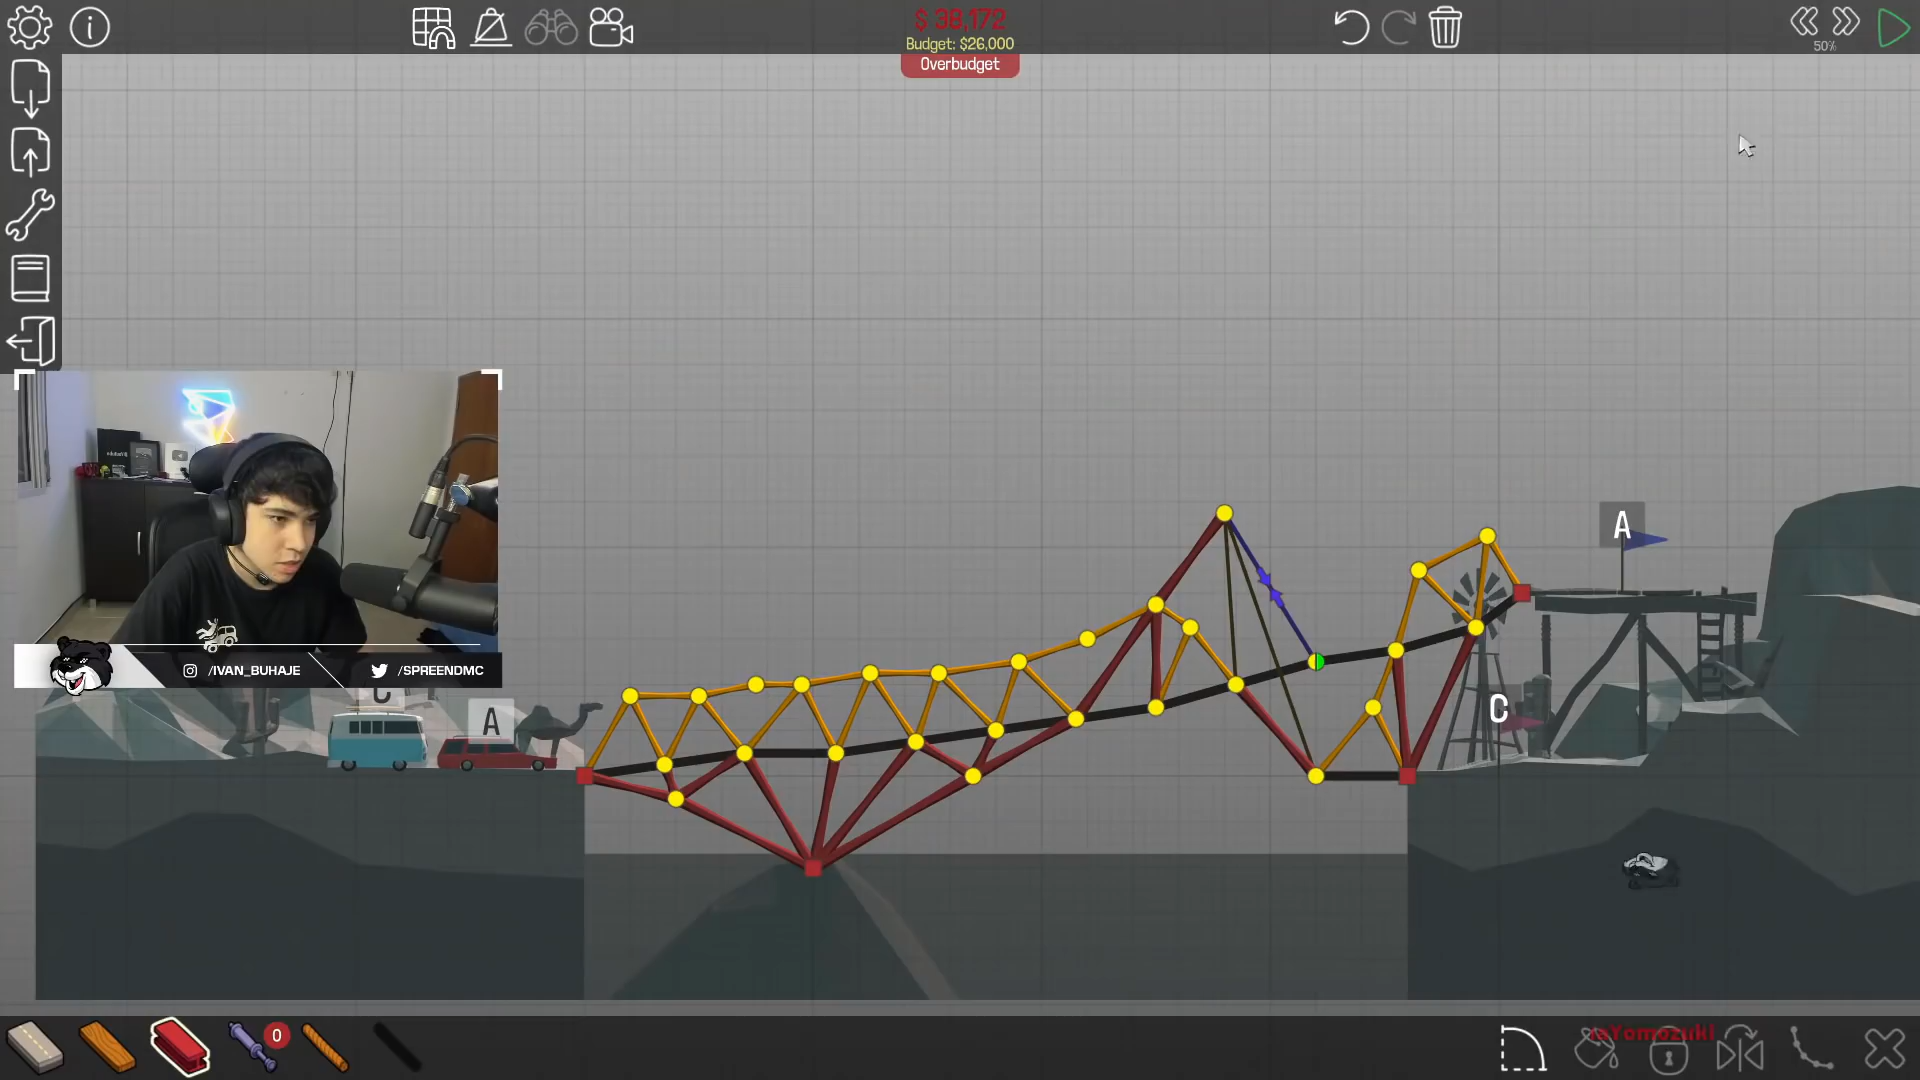 $ 38,172
Budget: $26,000
Overbudget
50%
/IVAN_BUHAJE
/SPREENDMC
C
A
A
C
0